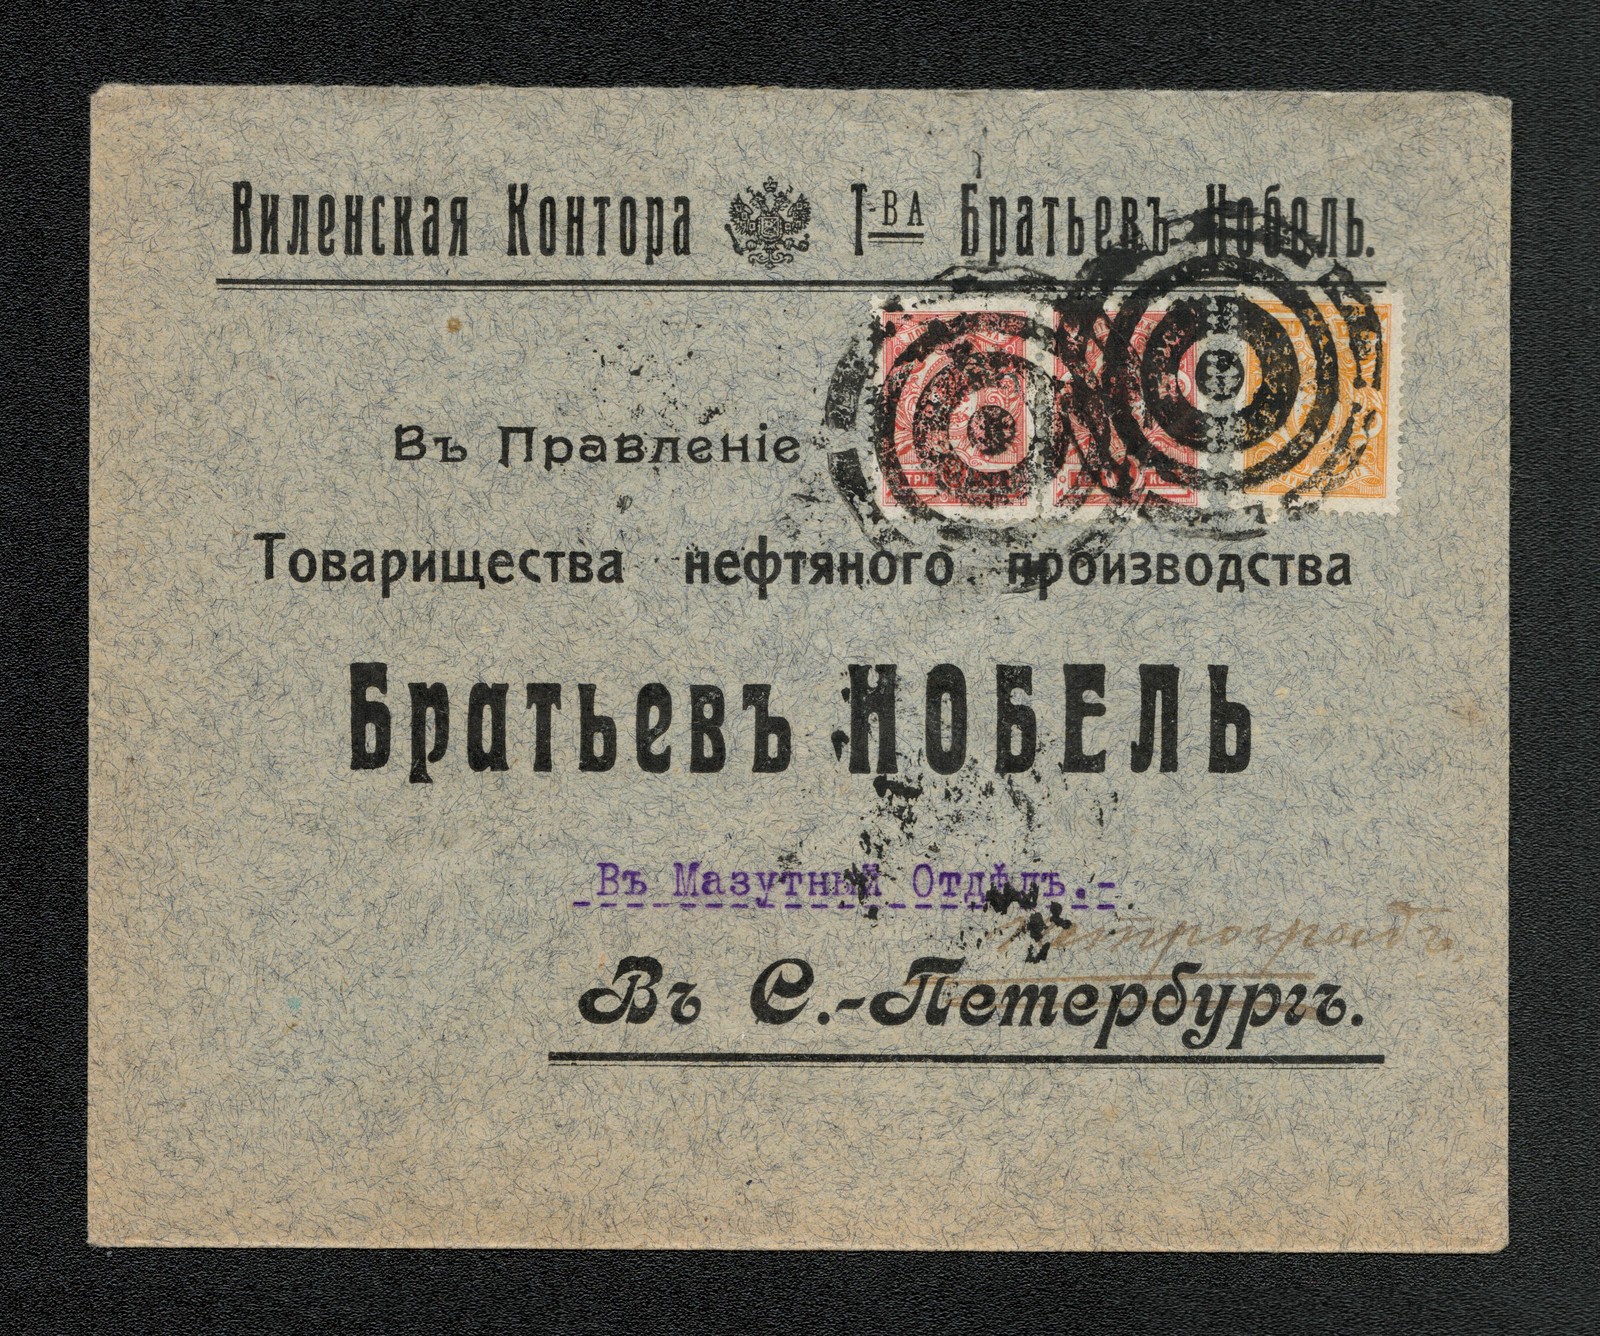 Виленская Контора Т-ВА Братьевъ Нобель.
Въ Правленіе
Товарищества нефтяного производства
Братьевъ НОБЕЛЬ
Въ Мазутный Отдѣлъ.-
Петроградъ.
Въ С.-Петербургъ.